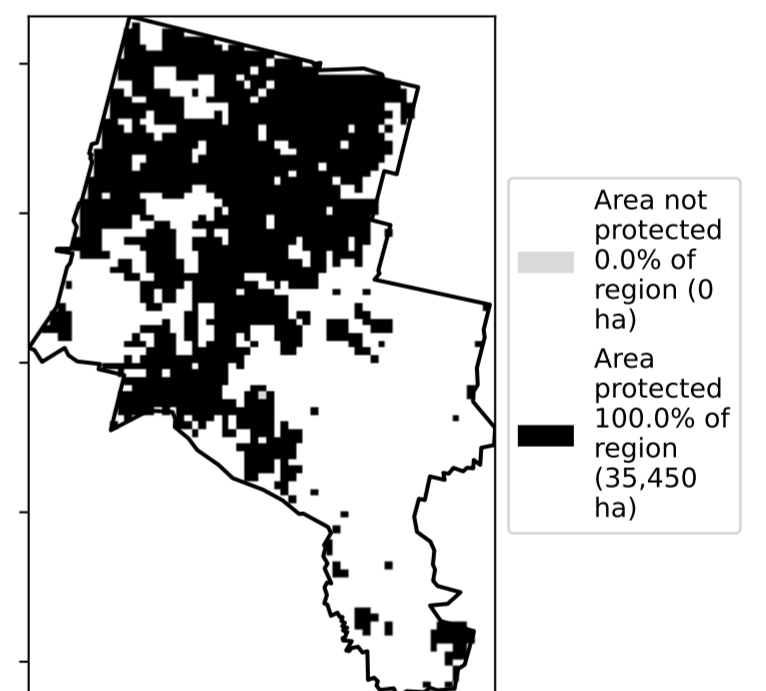 Area not
protected
0.0% of
region (0
ha)
Area
protected
100.0% of
region
(35,450
ha)